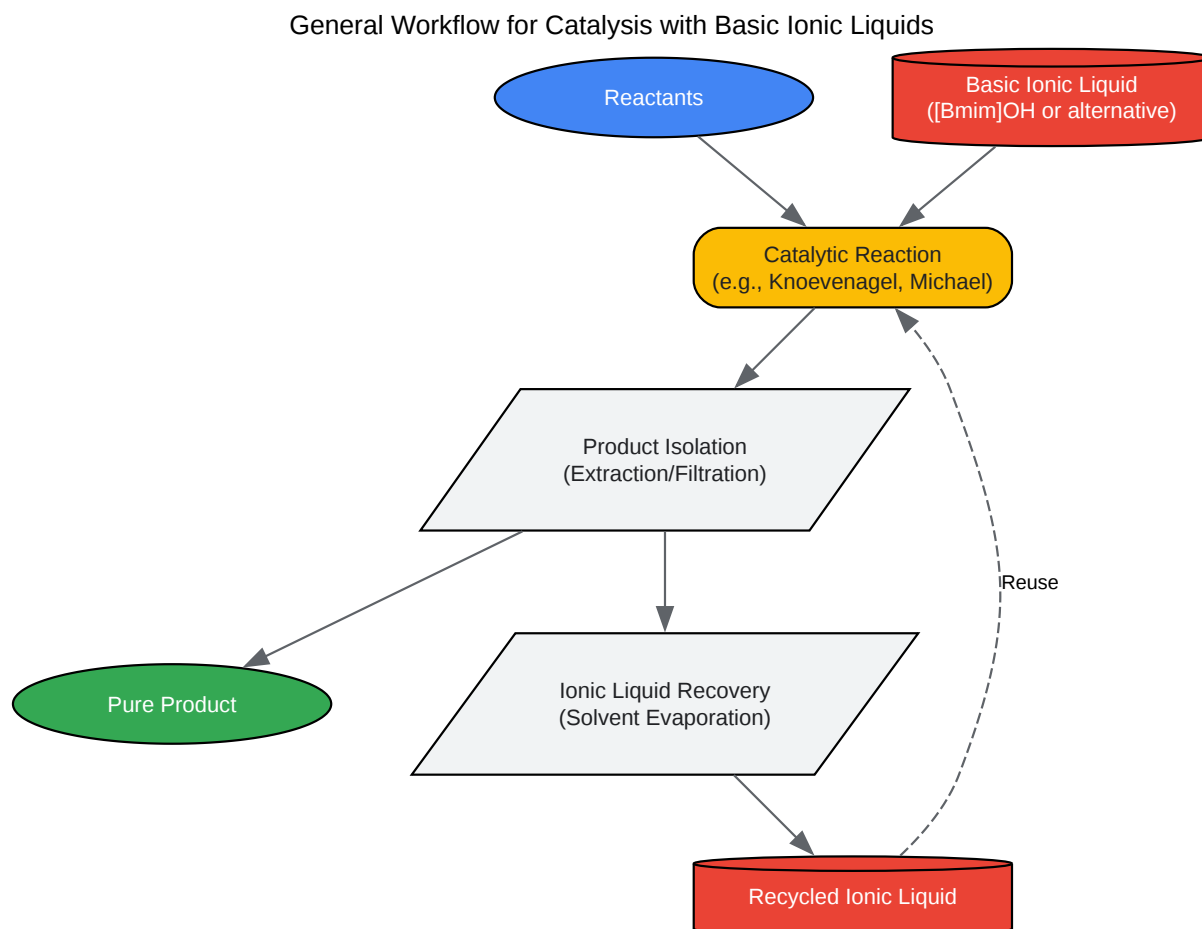 General Workflow for Catalysis with Basic Ionic Liquids
Reactants
Basic Ionic Liquid
([Bmim]OH or alternative)
Catalytic Reaction
(e.g., Knoevenagel, Michael)
Product Isolation
(Extraction/Filtration)
Reuse
Pure Product
Ionic Liquid Recovery
(Solvent Evaporation)
Recycled Ionic Liquid